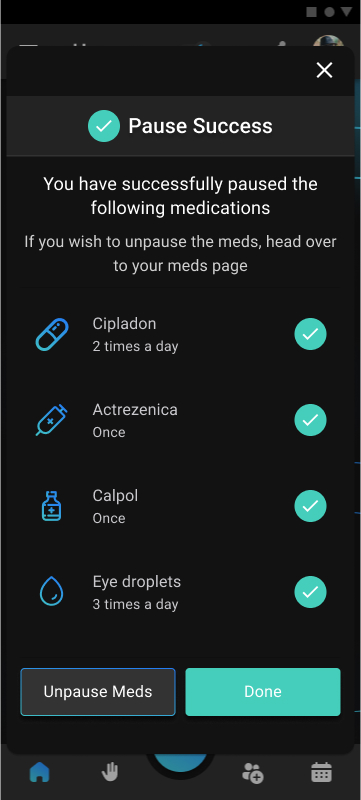 Pause Success
You have successfully paused the
following medications
If you wish to unpause the meds, head over
to your meds page
Cipladon
2 times a day
Actrezenica
Once
Calpol
Once
Eye droplets
3 times a day
Unpause Meds
Done